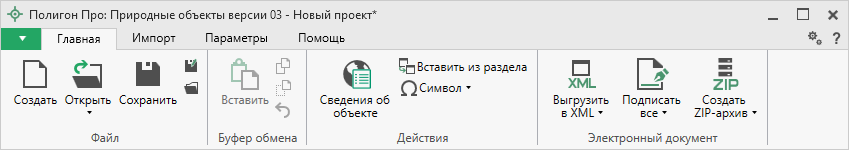 Полигон Про: Природные объекты версии 03 - Новый проект*
Главная Импорт Параметры Помощь
?
Создать Открыть Сохранить
Файл
Вставить
Буфер обмена
Сведения об
объекте
Вставить из раздела
Символ
Действия
XML
Выгрузить
в XML
Подписать
все
ZIP
Создать
ZIP-архив
Электронный документ